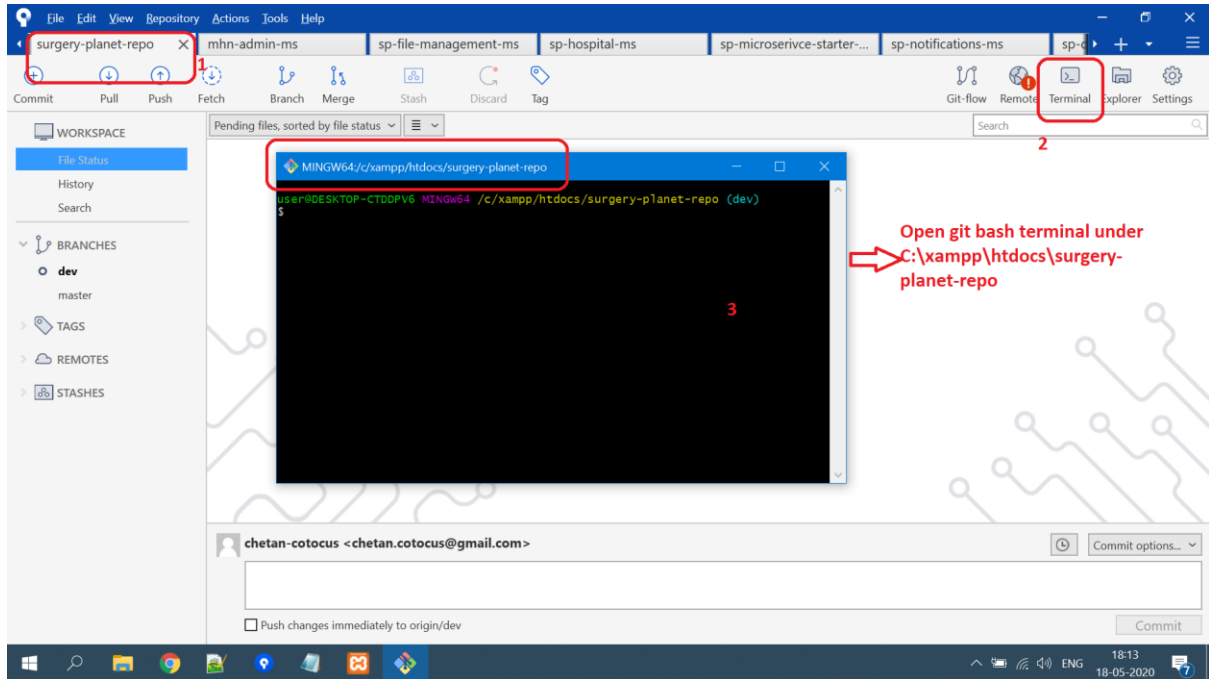 File Edit View Repository Actions Tools Help
surgery-planet-repo
mhn-admin-ms
sp-file-management-ms
sp-hospital-ms
sp-microserivce-starter-...
sp-notifications-ms
1
Commit
Pull
Push
Fetch
Branch
Merge
Stash
Discard
Tag
Git-flow
Remote
Terminal
Explorer
Settings
2
WORKSPACE
File Status
History
Search
BRANCHES
dev
master
TAGS
REMOTES
STASHES
Pending files, sorted by file status
Search
MINGW64:/c/xampp/htdocs/surgery-planet-repo
user@DESKTOP-CTDDPV6 MINGW64 /c/xampp/htdocs/surgery-planet-repo (dev)
$
3
Open git bash terminal under
C:\xampp\htdocs\surgery-
planet-repo
chetan-cotocus <chetan.cotocus@gmail.com>
Commit options...
Push changes immediately to origin/dev
Commit
ENG
18:13
18-05-2020
7